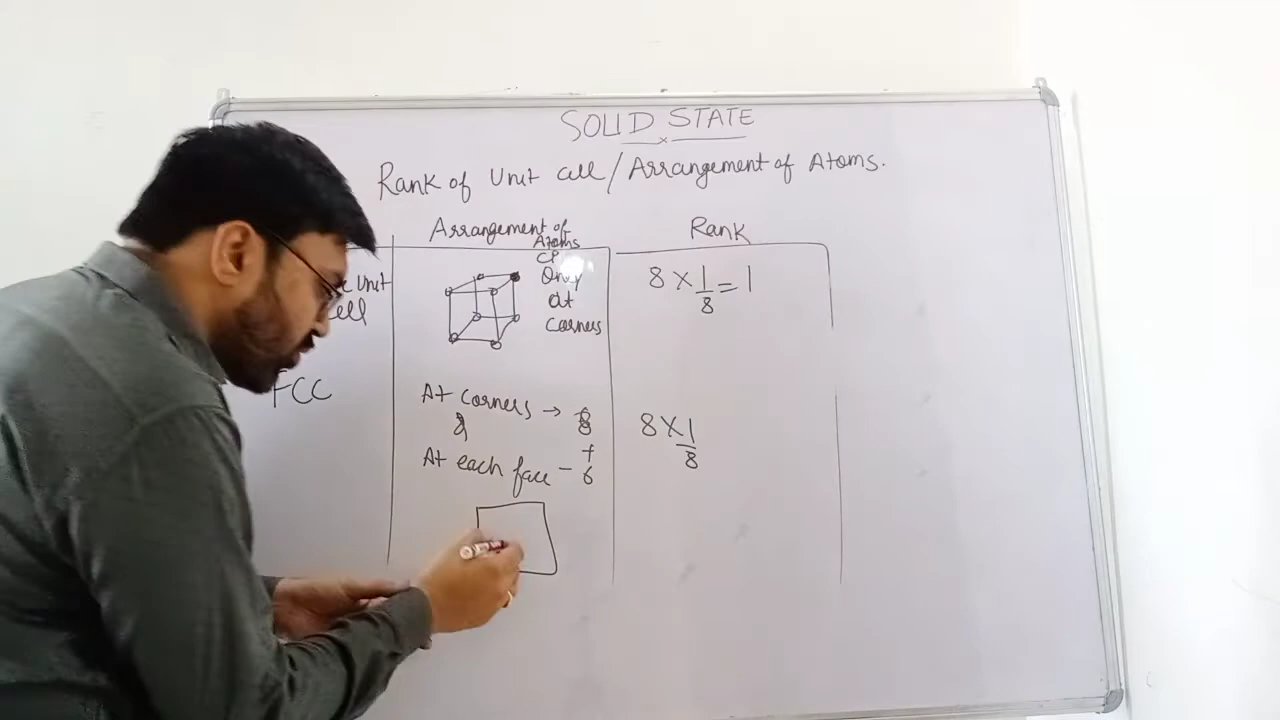 SOLID STATE
Rank of Unit cell / Arrangement of Atoms.
Arrangement of Atoms
Rank
Unit
Cell
Only
at
corners
8 × 1/8 = 1
FCC
At corners → 8
8
At each face - 6
+
8 × 1/8